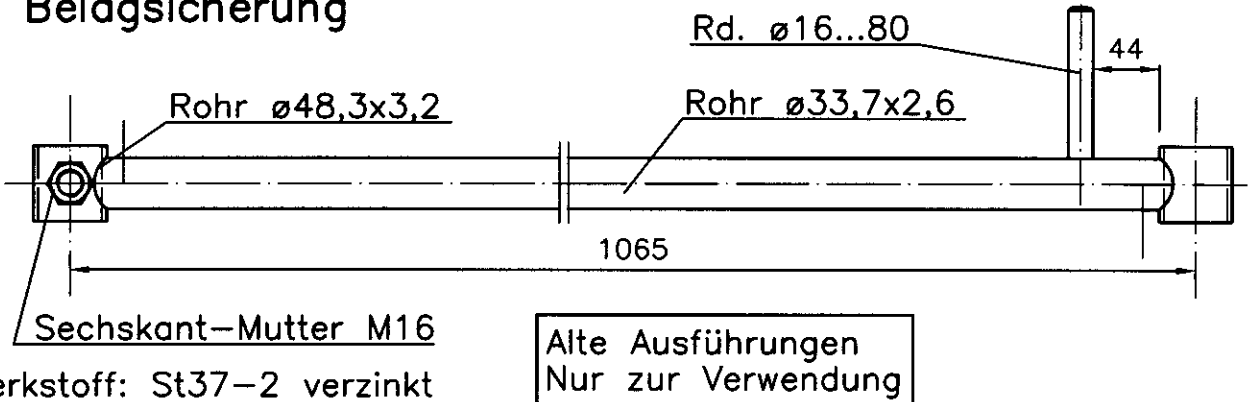 Belagsicherung
Rd. ø16...80
44
Rohr ø48,3x3,2
Rohr ø33,7x2,6
1065
Sechskant-Mutter M16
Alte Ausführungen
Nur zur Verwendung
erkstoff: St37-2 verzinkt